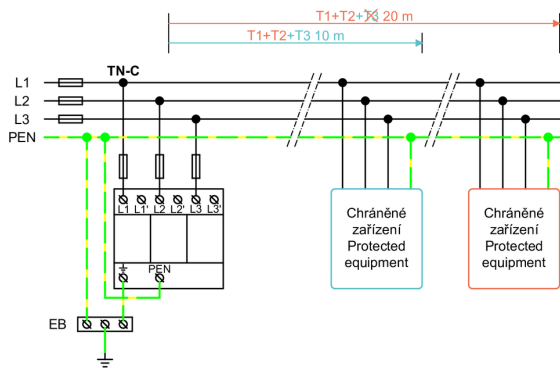 T1+T2+T3 20 m
T1+T2+T3 10 m
TN-C
L1
L2
L3
PEN
L1 L1' L2 L2' L3 L3'
PEN
EB
Chráněné
zařízení
Protected
equipment
Chráněné
zařízení
Protected
equipment